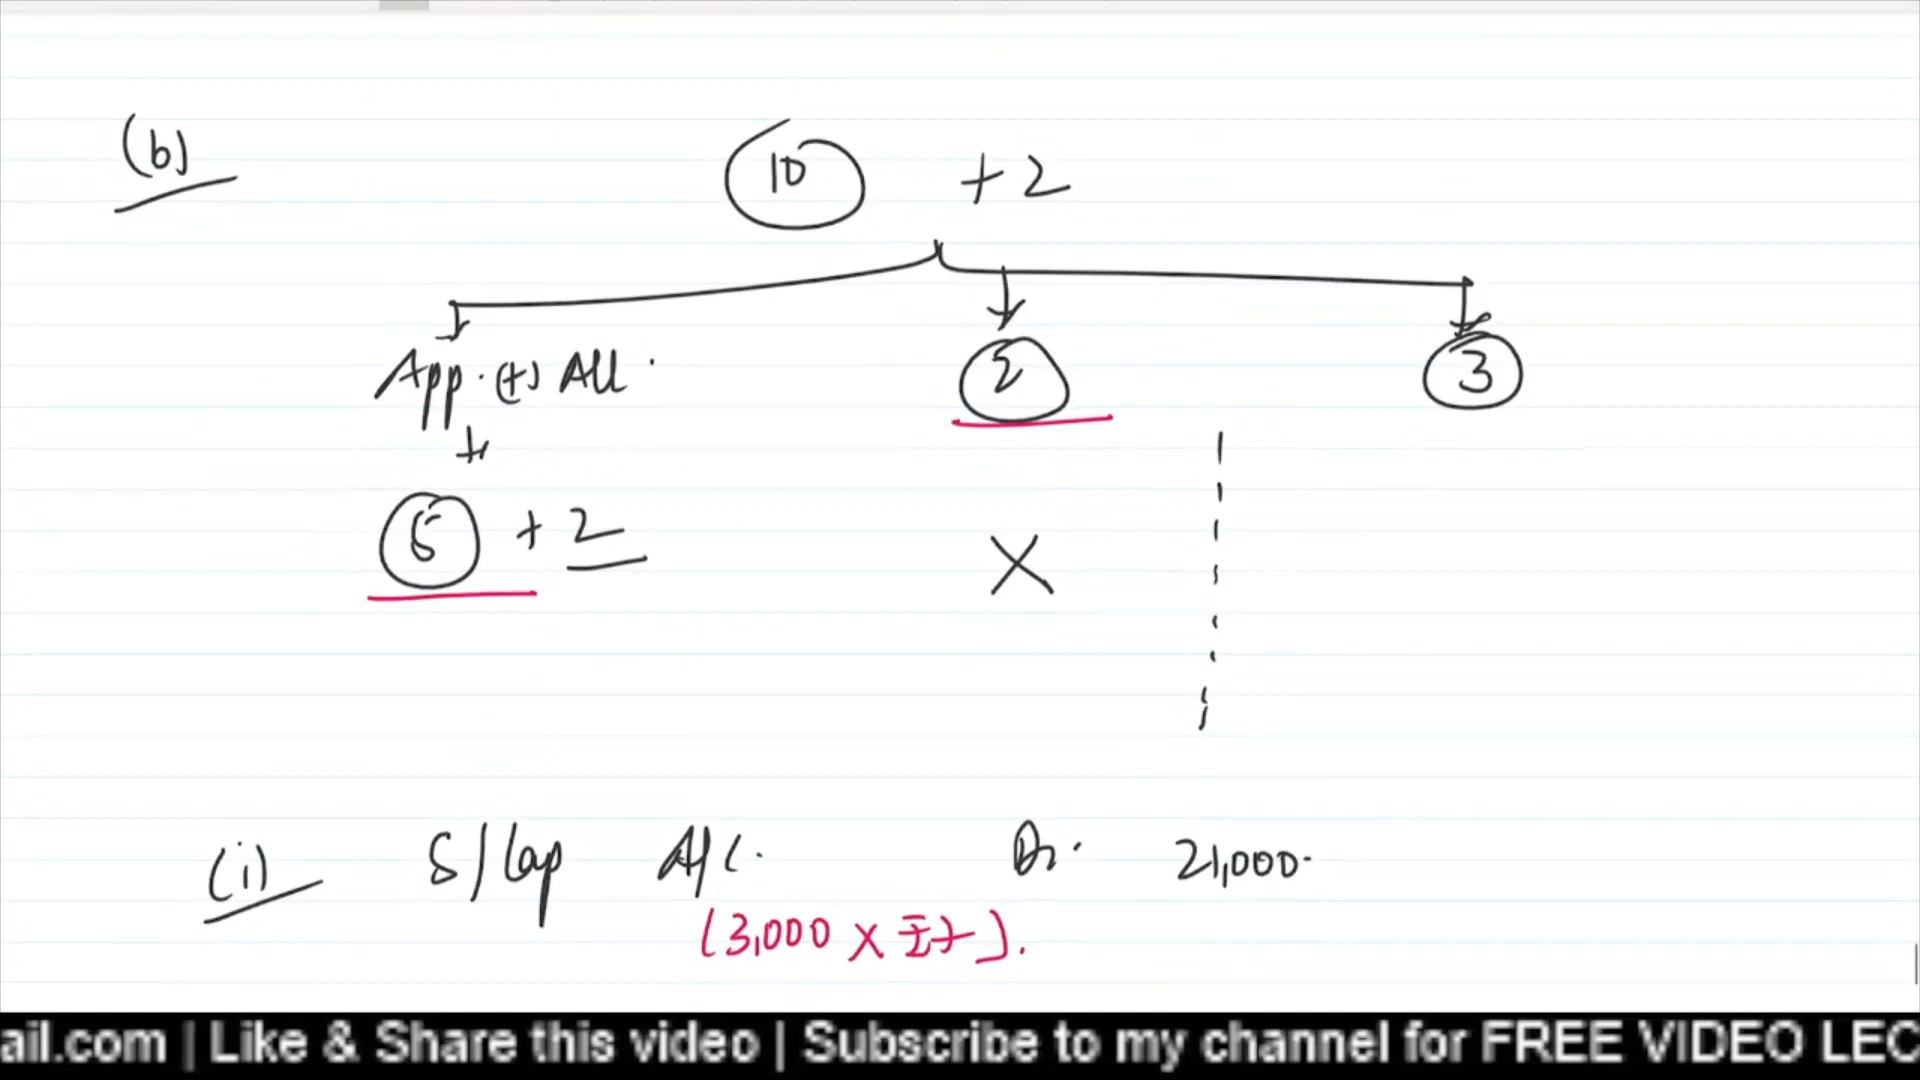 (b)
10 + 2
App. (+) All. 2 3
5 + 2
X
(i) S/Cap A/c. Dr. 21,000.
(3,000 X ₹7).
ail.com | Like & Share this video | Subscribe to my channel for FREE VIDEO LEC